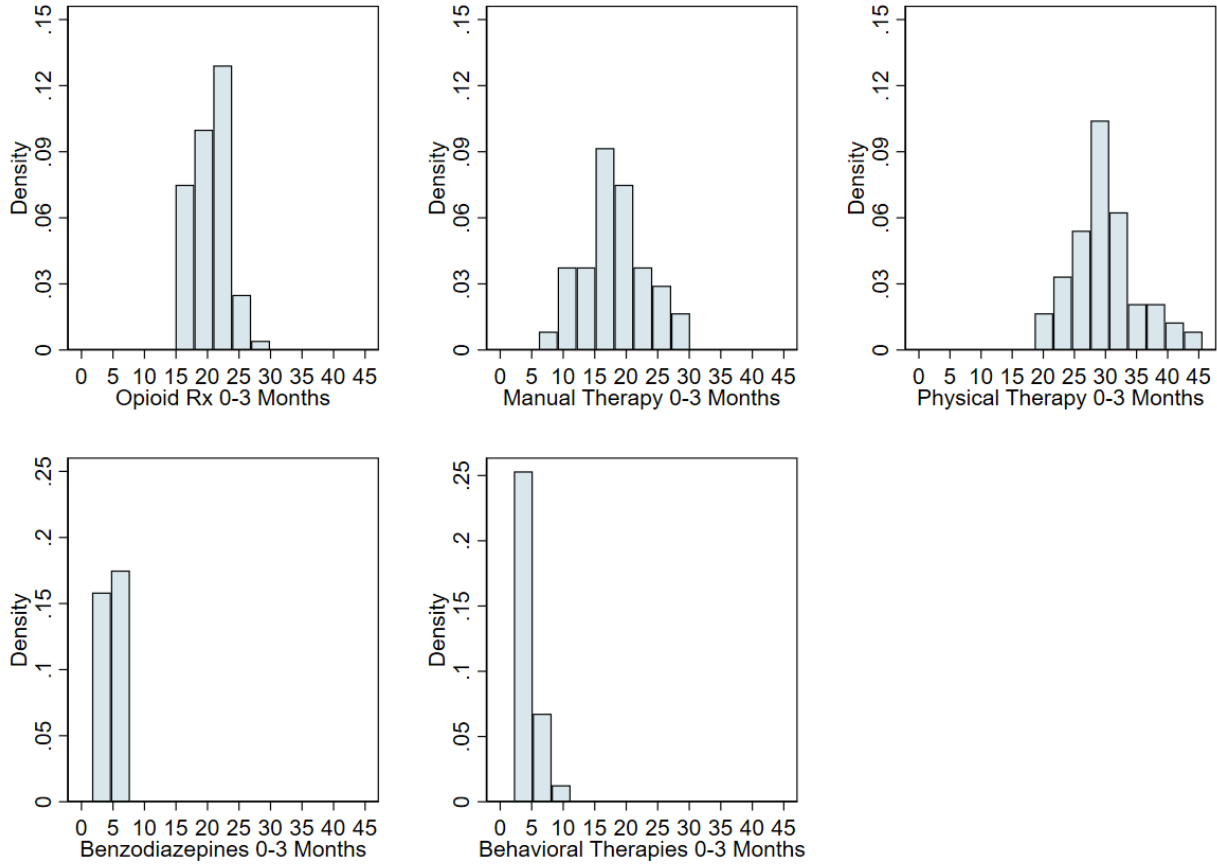 Density
.15
.12
.09
.06
.03
0
0 5 10 15 20 25 30 35 40 45
Opioid Rx 0-3 Months
Density
.15
.12
.09
.06
.03
0
0 5 10 15 20 25 30 35 40 45
Manual Therapy 0-3 Months
Density
.15
.12
.09
.06
.03
0
0 5 10 15 20 25 30 35 40 45
Physical Therapy 0-3 Months
Density
.25
.2
.15
.1
.05
0
0 5 10 15 20 25 30 35 40 45
Benzodiazepines 0-3 Months
Density
.25
.2
.15
.1
.05
0
0 5 10 15 20 25 30 35 40 45
Behavioral Therapies 0-3 Months